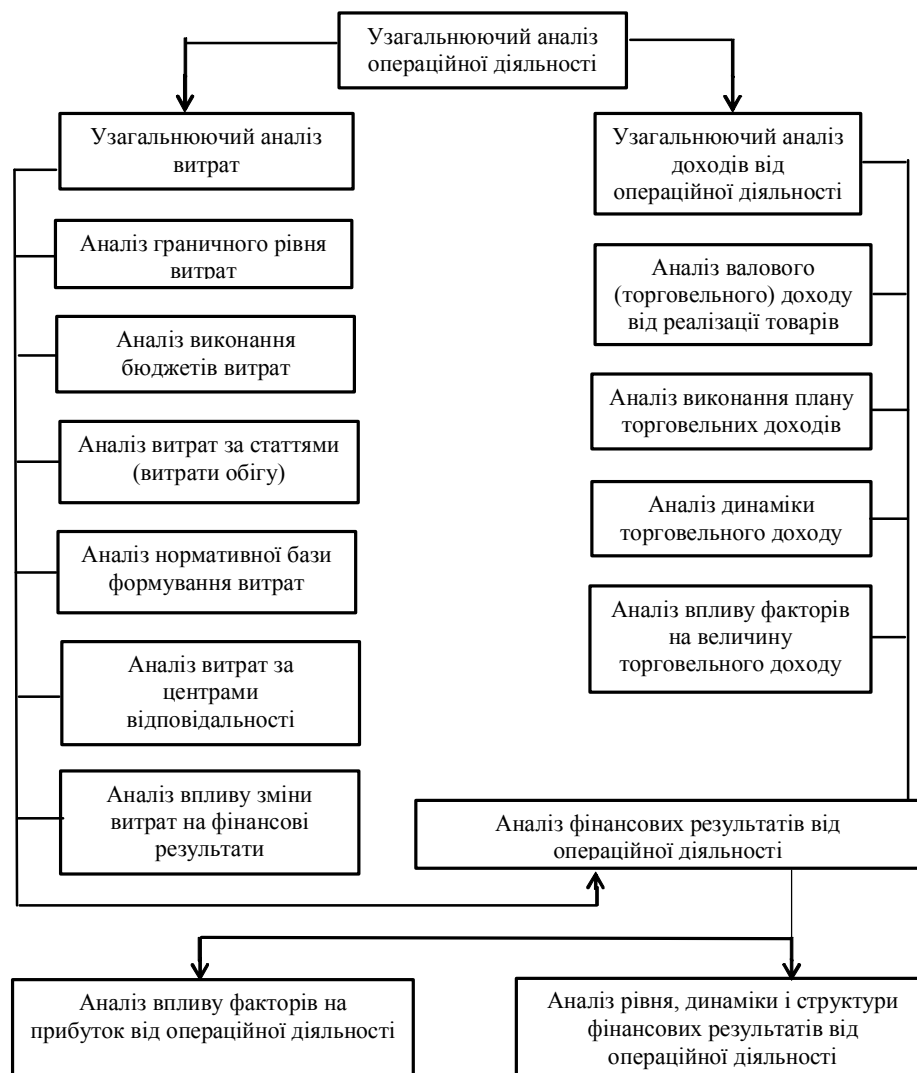 Узагальнюючий аналіз
операційної діяльності
Узагальнюючий аналіз
витрат
Аналіз граничного рівня
витрат
Аналіз виконання
бюджетів витрат
Аналіз витрат за статтями
(витрати обігу)
Аналіз нормативної бази
формування витрат
Аналіз витрат за
центрами
відповідальності
Аналіз впливу зміни
витрат на фінансові
результати
Узагальнюючий аналіз
доходів від
операційної діяльності
Аналіз валового
(торговельного) доходу
від реалізації товарів
Аналіз виконання плану
торговельних доходів
Аналіз динаміки
торговельного доходу
Аналіз впливу факторів
на величину
торговельного доходу
Аналіз фінансових результатів від
операційної діяльності
Аналіз впливу факторів на
прибуток від операційної діяльності
Аналіз рівня, динаміки і структури
фінансових результатів від
операційної діяльності